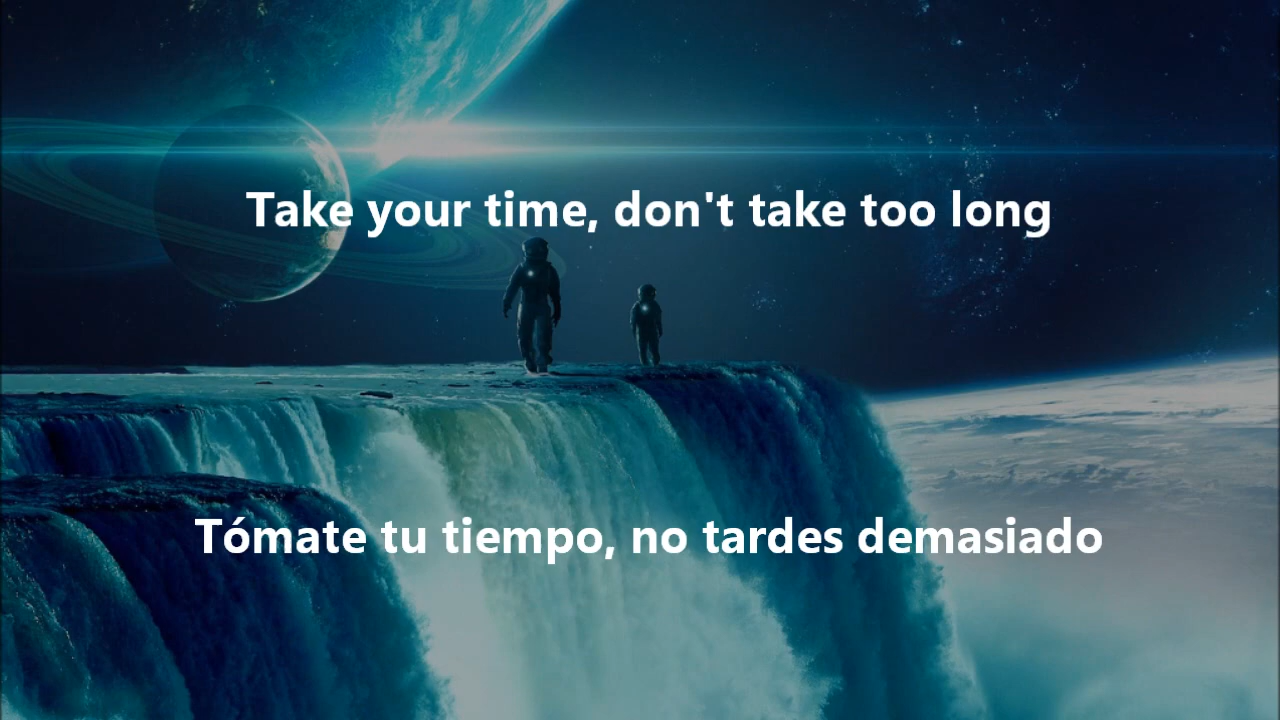 Take your time, don't take too long
Tómate tu tiempo, no tardes demasiado